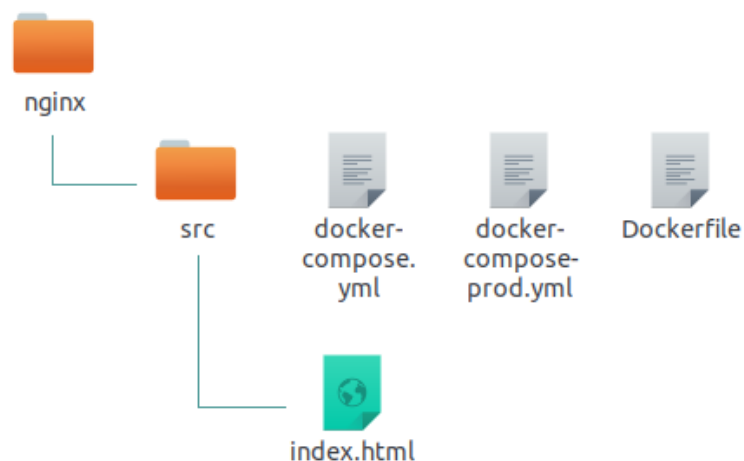 nginx
src
docker-
compose.
yml
docker-
compose-
prod.yml
Dockerfile
index.html